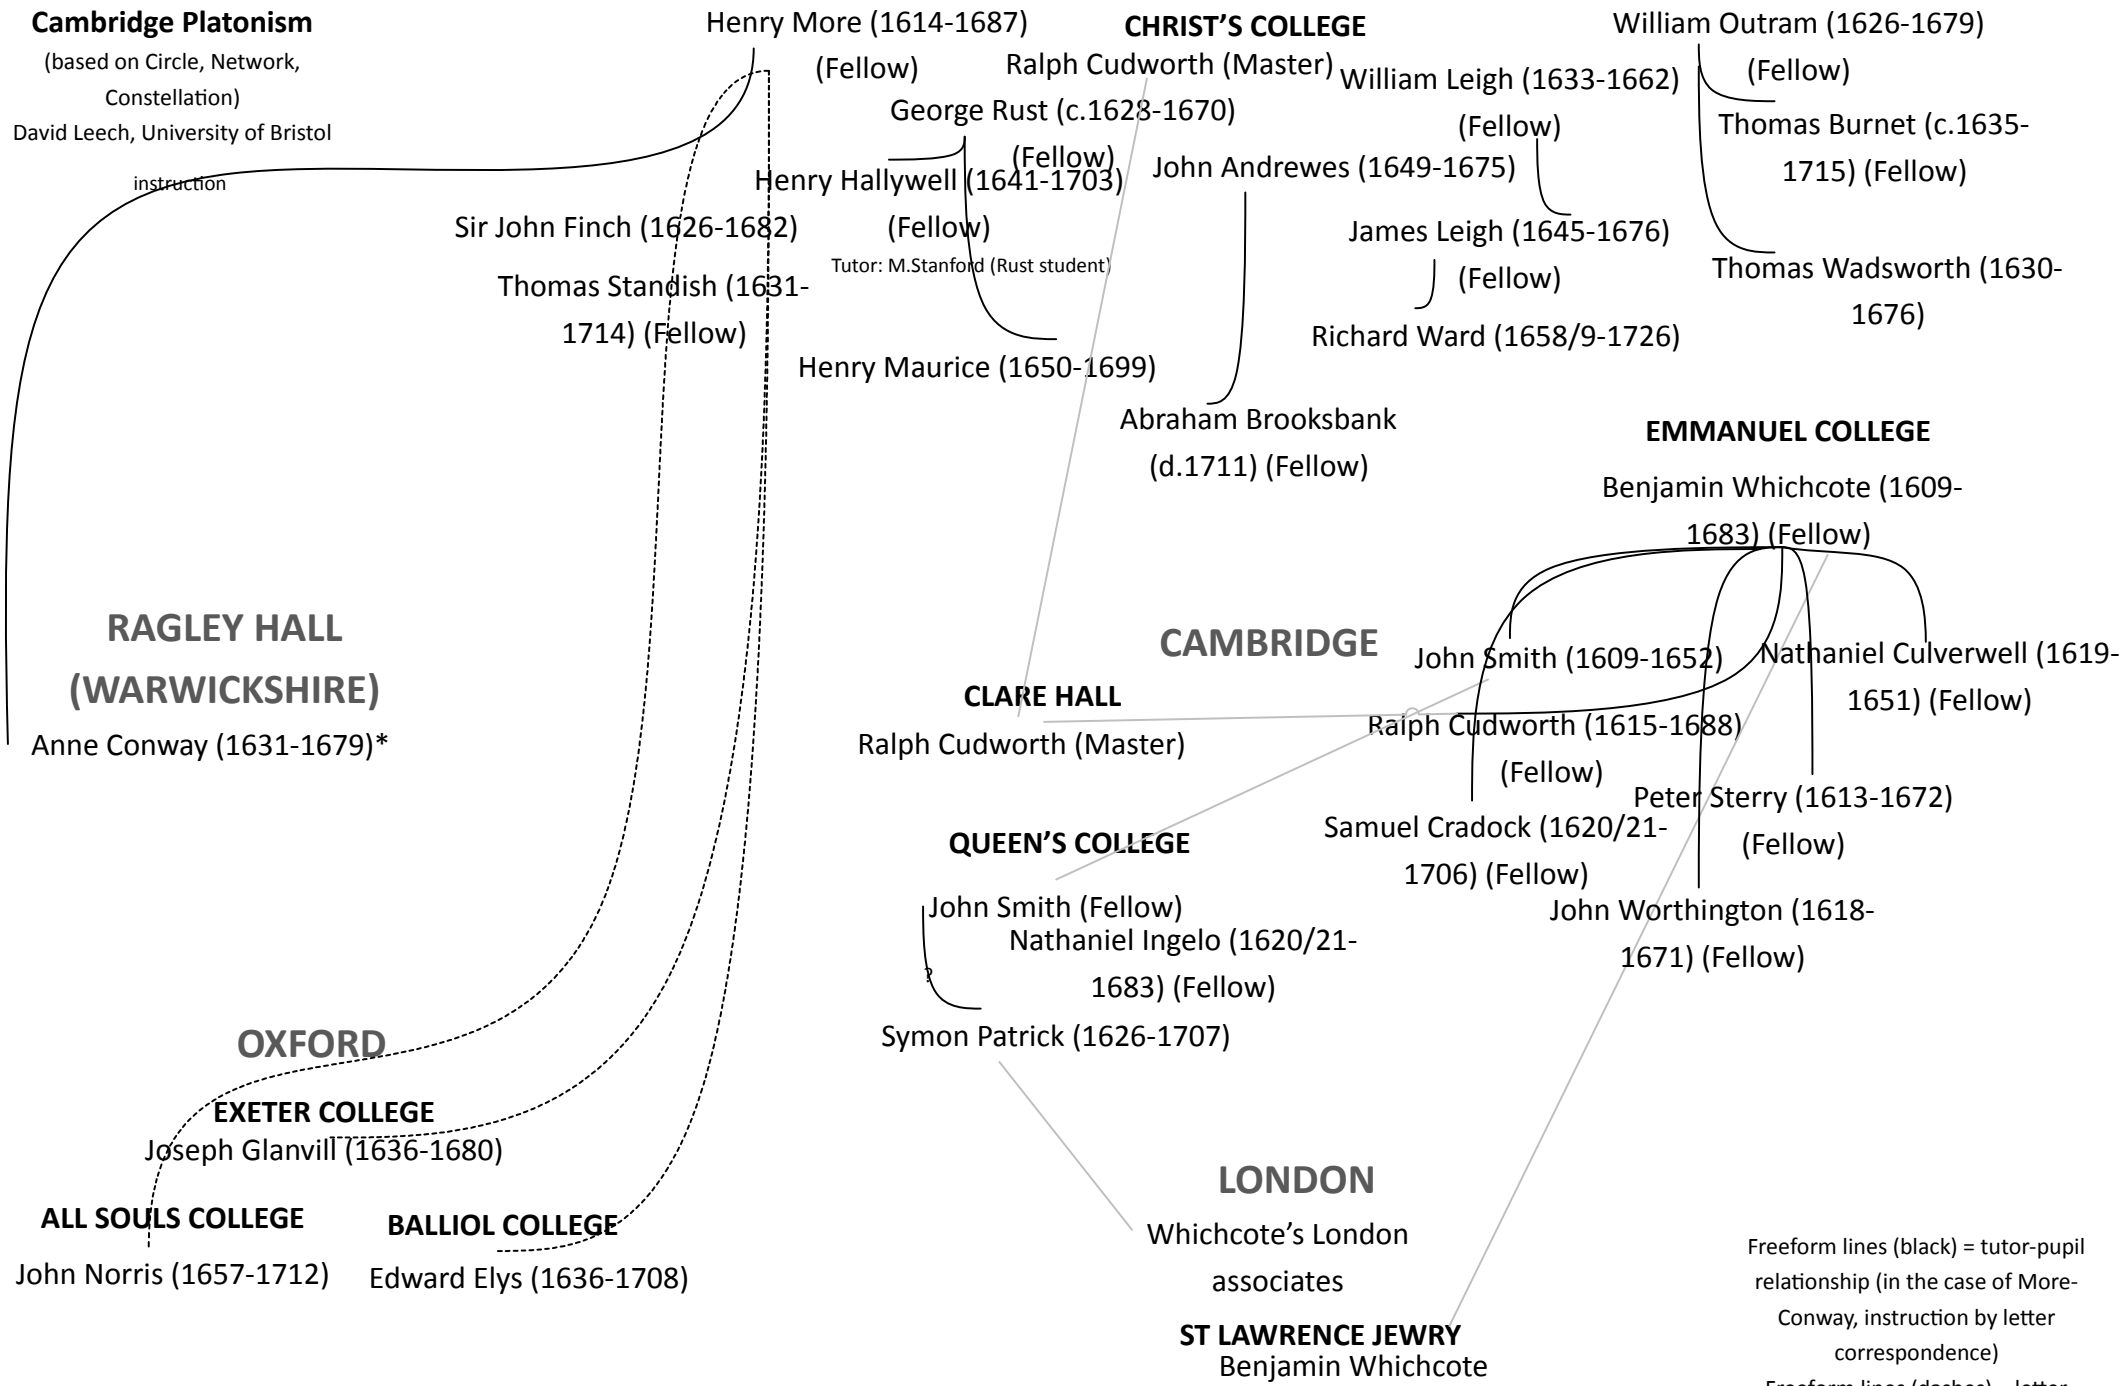 Cambridge Platonism
(based on Circle, Network,
Constellation)
David Leech, University of Bristol
instruction
Henry More (1614-1687)
(Fellow)
CHRIST’S COLLEGE
Ralph Cudworth (Master)
George Rust (c.1628-1670)
(Fellow)
Henry Hallywell (1641-1703)
(Fellow)
Tutor: M.Stanford (Rust student)
Sir John Finch (1626-1682)
Thomas Standish (1631-
1714) (Fellow)
Henry Maurice (1650-1699)
John Andrewes (1649-1675)
Abraham Brooksbank
(d.1711) (Fellow)
William Leigh (1633-1662)
(Fellow)
James Leigh (1645-1676)
(Fellow)
Richard Ward (1658/9-1726)
William Outram (1626-1679)
(Fellow)
Thomas Burnet (c.1635-
1715) (Fellow)
Thomas Wadsworth (1630-
1676)
EMMANUEL COLLEGE
Benjamin Whichcote (1609-
1683) (Fellow)
RAGLEY HALL
(WARWICKSHIRE)
Anne Conway (1631-1679)*
CAMBRIDGE
John Smith (1609-1652)
Nathaniel Culverwell (1619-
1651) (Fellow)
CLARE HALL
Ralph Cudworth (Master)
Ralph Cudworth (1615-1688)
(Fellow)
Peter Sterry (1613-1672)
(Fellow)
Samuel Cradock (1620/21-
1706) (Fellow)
John Worthington (1618-
1671) (Fellow)
QUEEN’S COLLEGE
John Smith (Fellow)
Nathaniel Ingelo (1620/21-
1683) (Fellow)
?
Symon Patrick (1626-1707)
OXFORD
EXETER COLLEGE
Joseph Glanvill (1636-1680)
ALL SOULS COLLEGE
John Norris (1657-1712)
BALLIOL COLLEGE
Edward Elys (1636-1708)
LONDON
Whichcote’s London
associates
ST LAWRENCE JEWRY
Benjamin Whichcote
Freeform lines (black) = tutor-pupil
relationship (in the case of More-
Conway, instruction by letter
correspondence)
Freeform lines (dashes) = letter